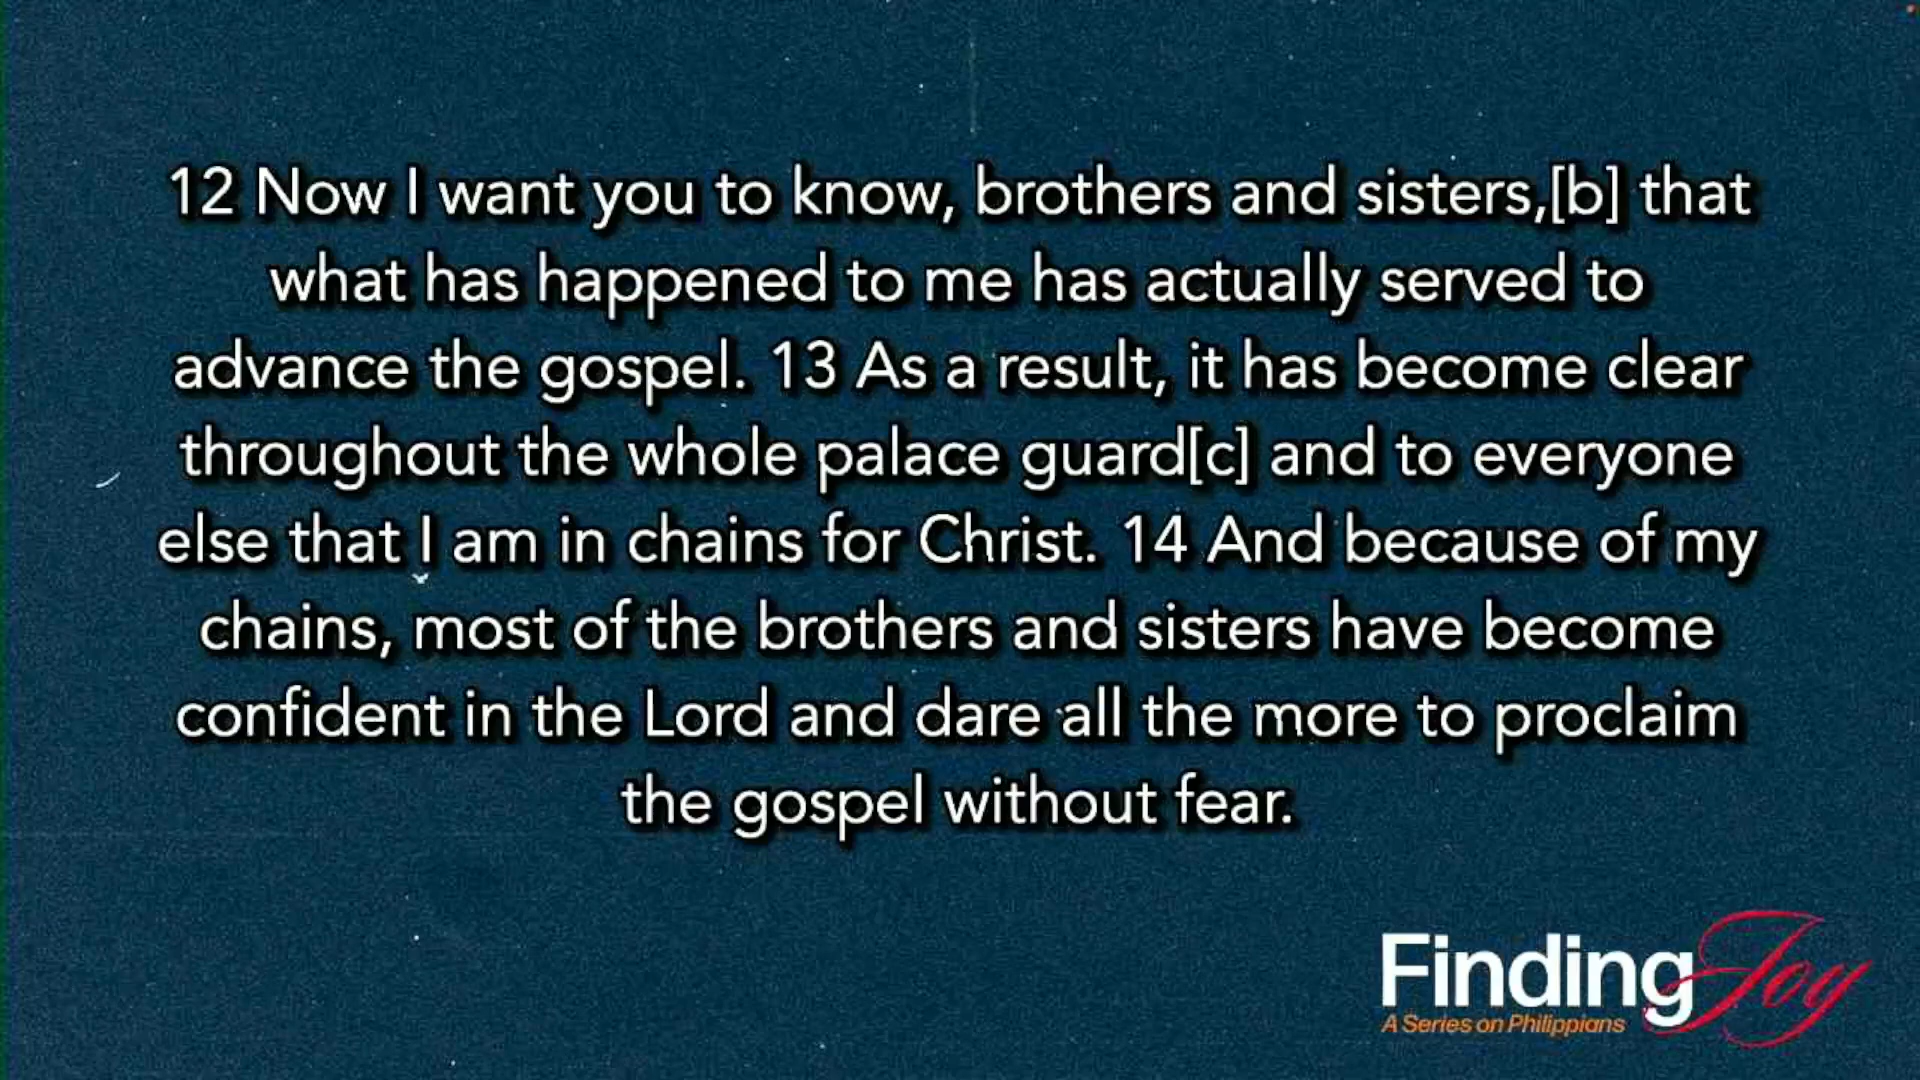 12 Now I want you to know, brothers and sisters,[b] that
what has happened to me has actually served to
advance the gospel. 13 As a result, it has become clear
throughout the whole palace guard[c] and to everyone
else that I am in chains for Christ. 14 And because of my
chains, most of the brothers and sisters have become
confident in the Lord and dare all the more to proclaim
the gospel without fear.
Finding Joy
A Series on Philippians